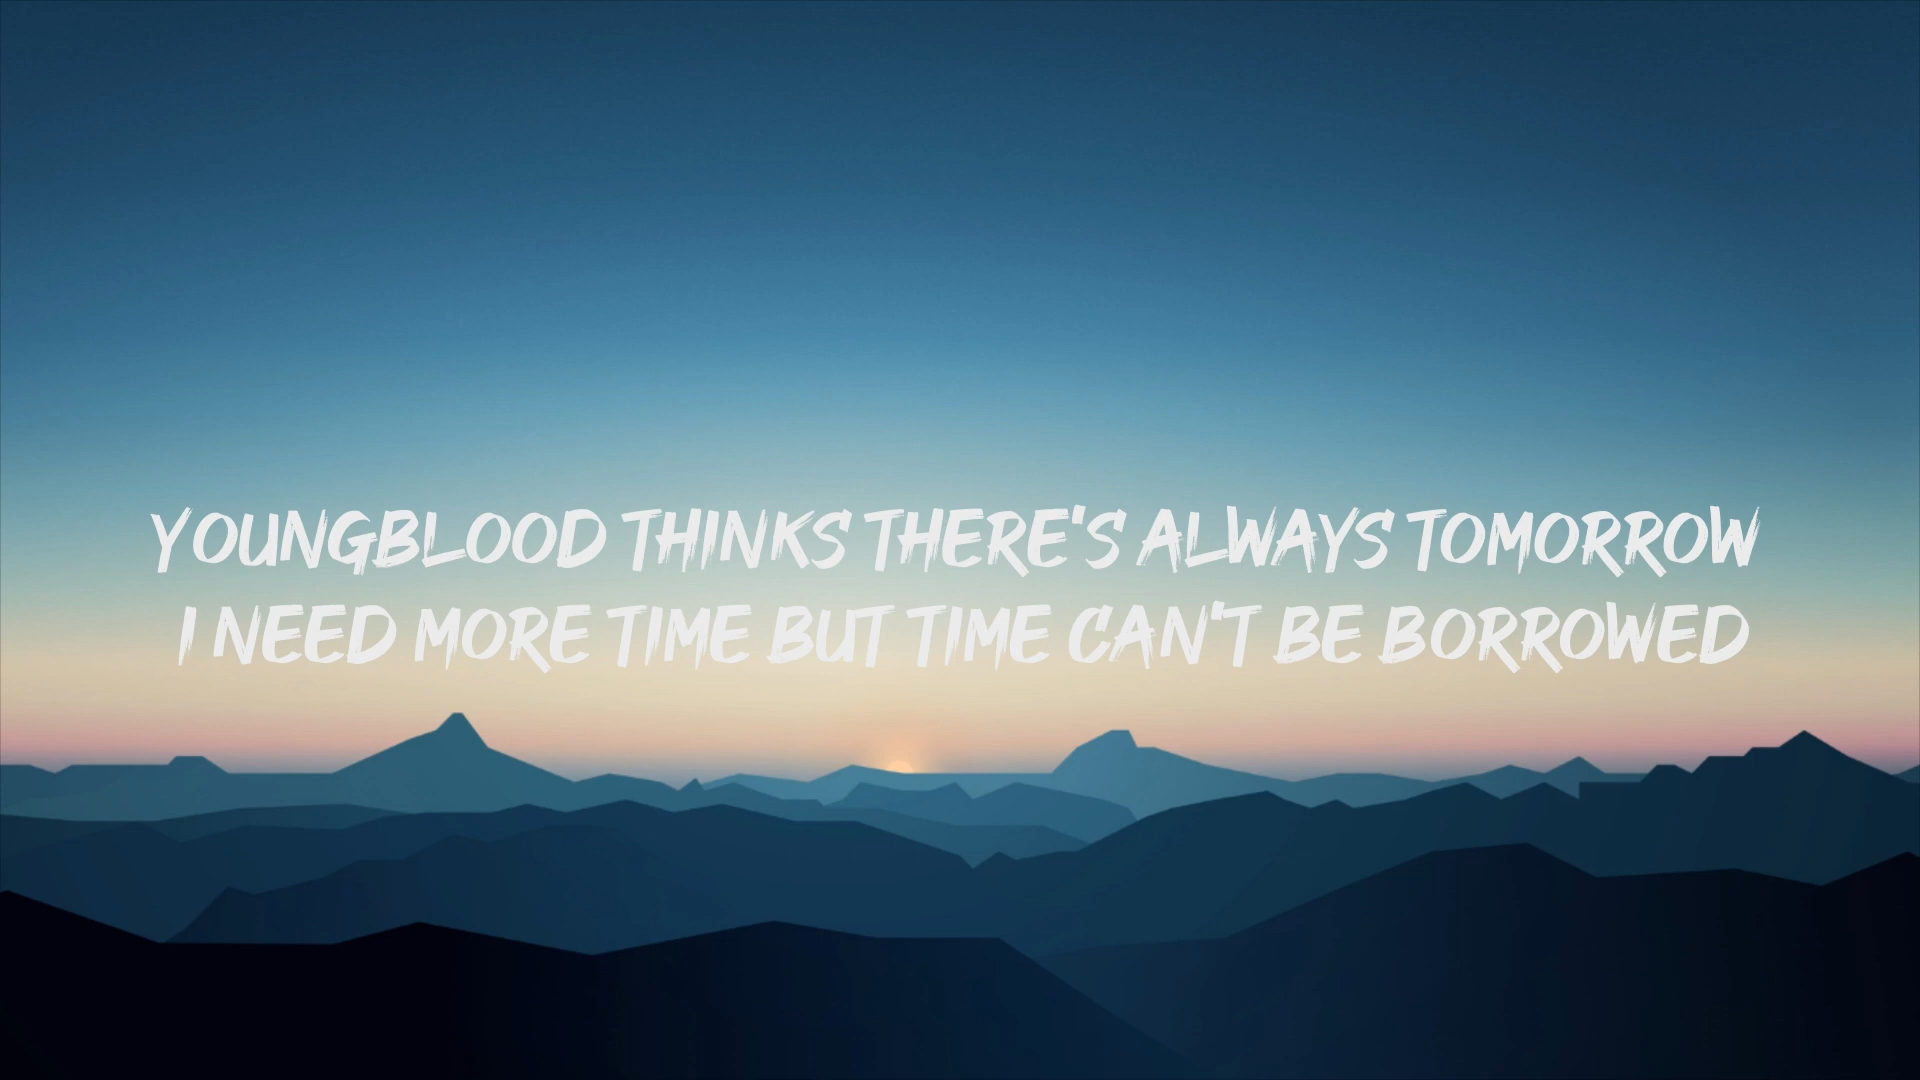 YOUNGBLOOD THINKS THERE'S ALWAYS TOMORROW
I NEED MORE TIME BUT TIME CAN'T BE BORROWED